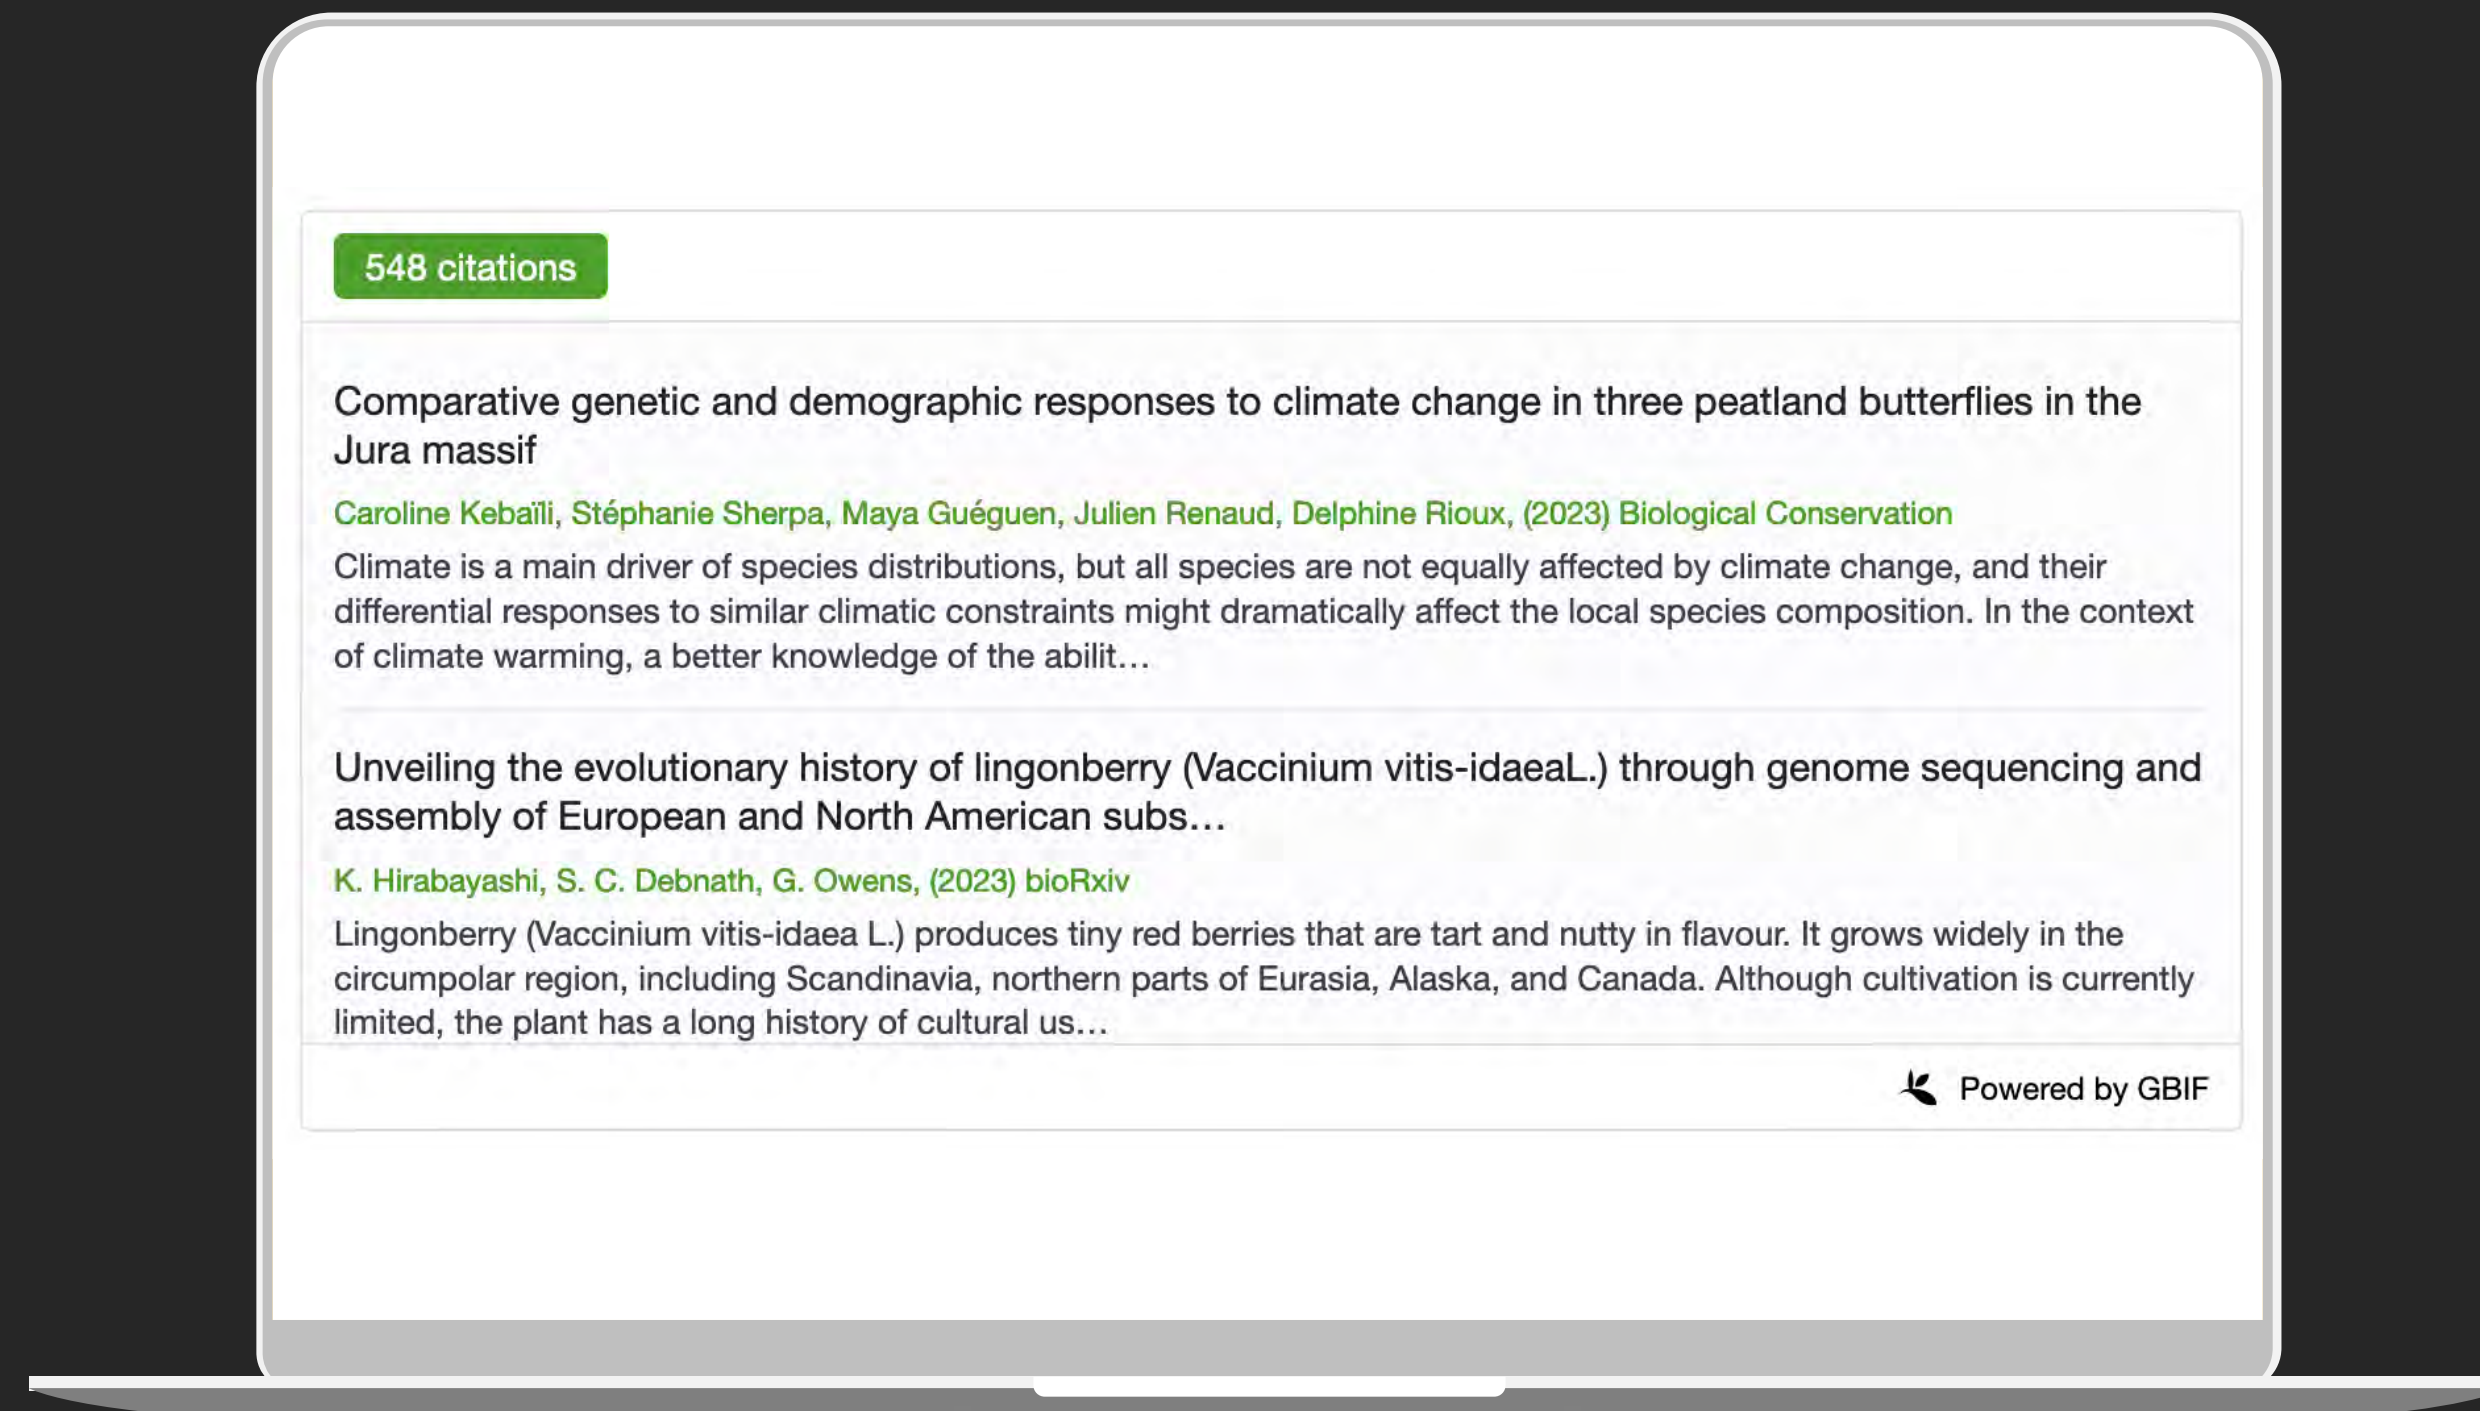 548 citations
Comparative genetic and demographic responses to climate change in three peatland butterflies in the
Jura massif
Caroline Kebaïli, Stéphanie Sherpa, Maya Guéguen, Julien Renaud, Delphine Rioux, (2023) Biological Conservation
Climate is a main driver of species distributions, but all species are not equally affected by climate change, and their
differential responses to similar climatic constraints might dramatically affect the local species composition. In the context
of climate warming, a better knowledge of the abilit...
Unveiling the evolutionary history of lingonberry (Vaccinium vitis-idaeaL.) through genome sequencing and
assembly of European and North American subs...
K. Hirabayashi, S. C. Debnath, G. Owens, (2023) bioRxiv
Lingonberry (Vaccinium vitis-idaea L.) produces tiny red berries that are tart and nutty in flavour. It grows widely in the
circumpolar region, including Scandinavia, northern parts of Eurasia, Alaska, and Canada. Although cultivation is currently
limited, the plant has a long history of cultural us...
Powered by GBIF